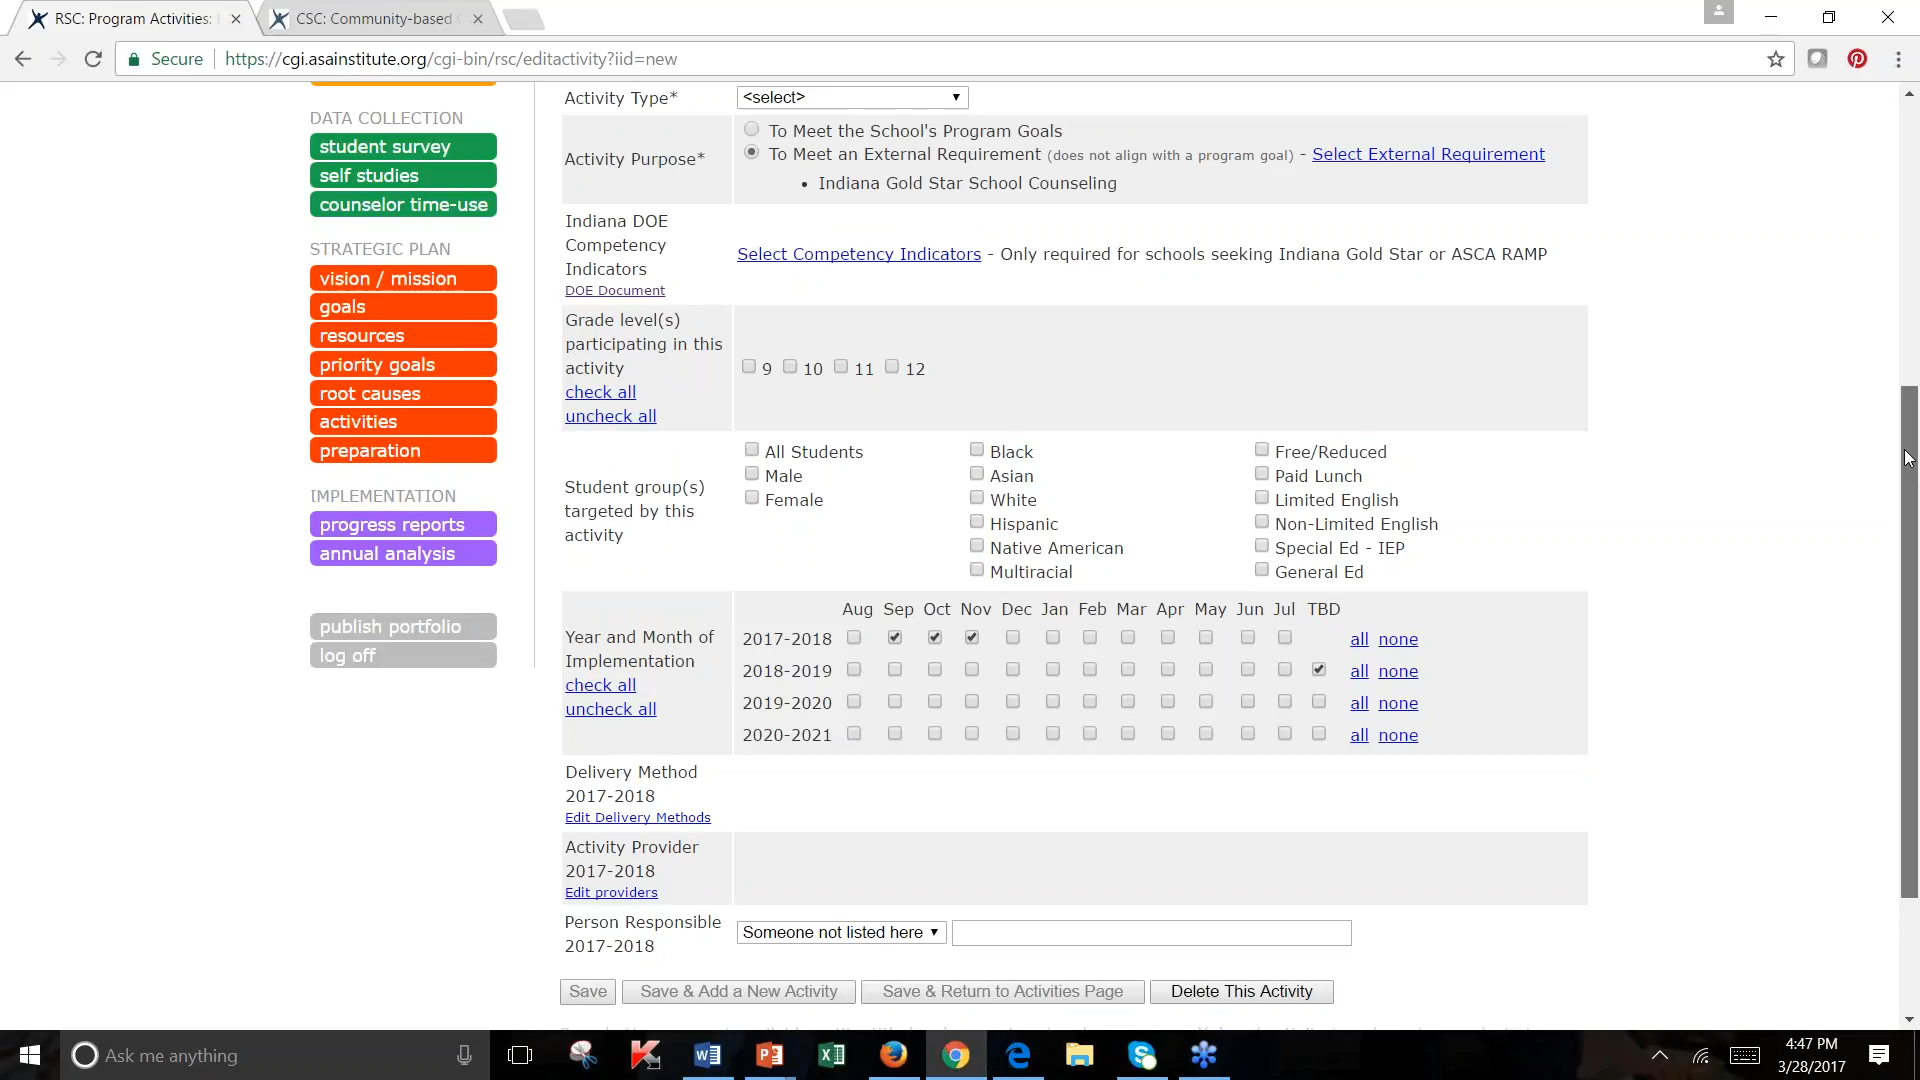 RSC: Program Activities:
CSC: Community-based
Secure
https://cgi.asainstitute.org/cgi-bin/rsc/editactivity?iid=new
DATA COLLECTION
student survey
self studies
counselor time-use
STRATEGIC PLAN
vision / mission
goals
resources
priority goals
root causes
activities
preparation
IMPLEMENTATION
progress reports
annual analysis
publish portfolio
log off
Activity Type* <select>
Activity Purpose*
To Meet the School's Program Goals
To Meet an External Requirement (does not align with a program goal) - Select External Requirement
• Indiana Gold Star School Counseling
Indiana DOE
Competency
Indicators
DOE Document
Select Competency Indicators - Only required for schools seeking Indiana Gold Star or ASCA RAMP
Grade level(s)
participating in this
activity
check all
uncheck all
9 10 11 12
Student group(s)
targeted by this
activity
All Students
Male
Female
Black
Asian
White
Hispanic
Native American
Multiracial
Free/Reduced
Paid Lunch
Limited English
Non-Limited English
Special Ed - IEP
General Ed
Year and Month of
Implementation
check all
uncheck all
Aug Sep Oct Nov Dec Jan Feb Mar Apr May Jun Jul TBD
2017-2018 all none
2018-2019 all none
2019-2020 all none
2020-2021 all none
Delivery Method
2017-2018
Edit Delivery Methods
Activity Provider
2017-2018
Edit providers
Person Responsible
2017-2018
Someone not listed here
Save Save & Add a New Activity Save & Return to Activities Page Delete This Activity
Ask me anything
4:47 PM
3/28/2017